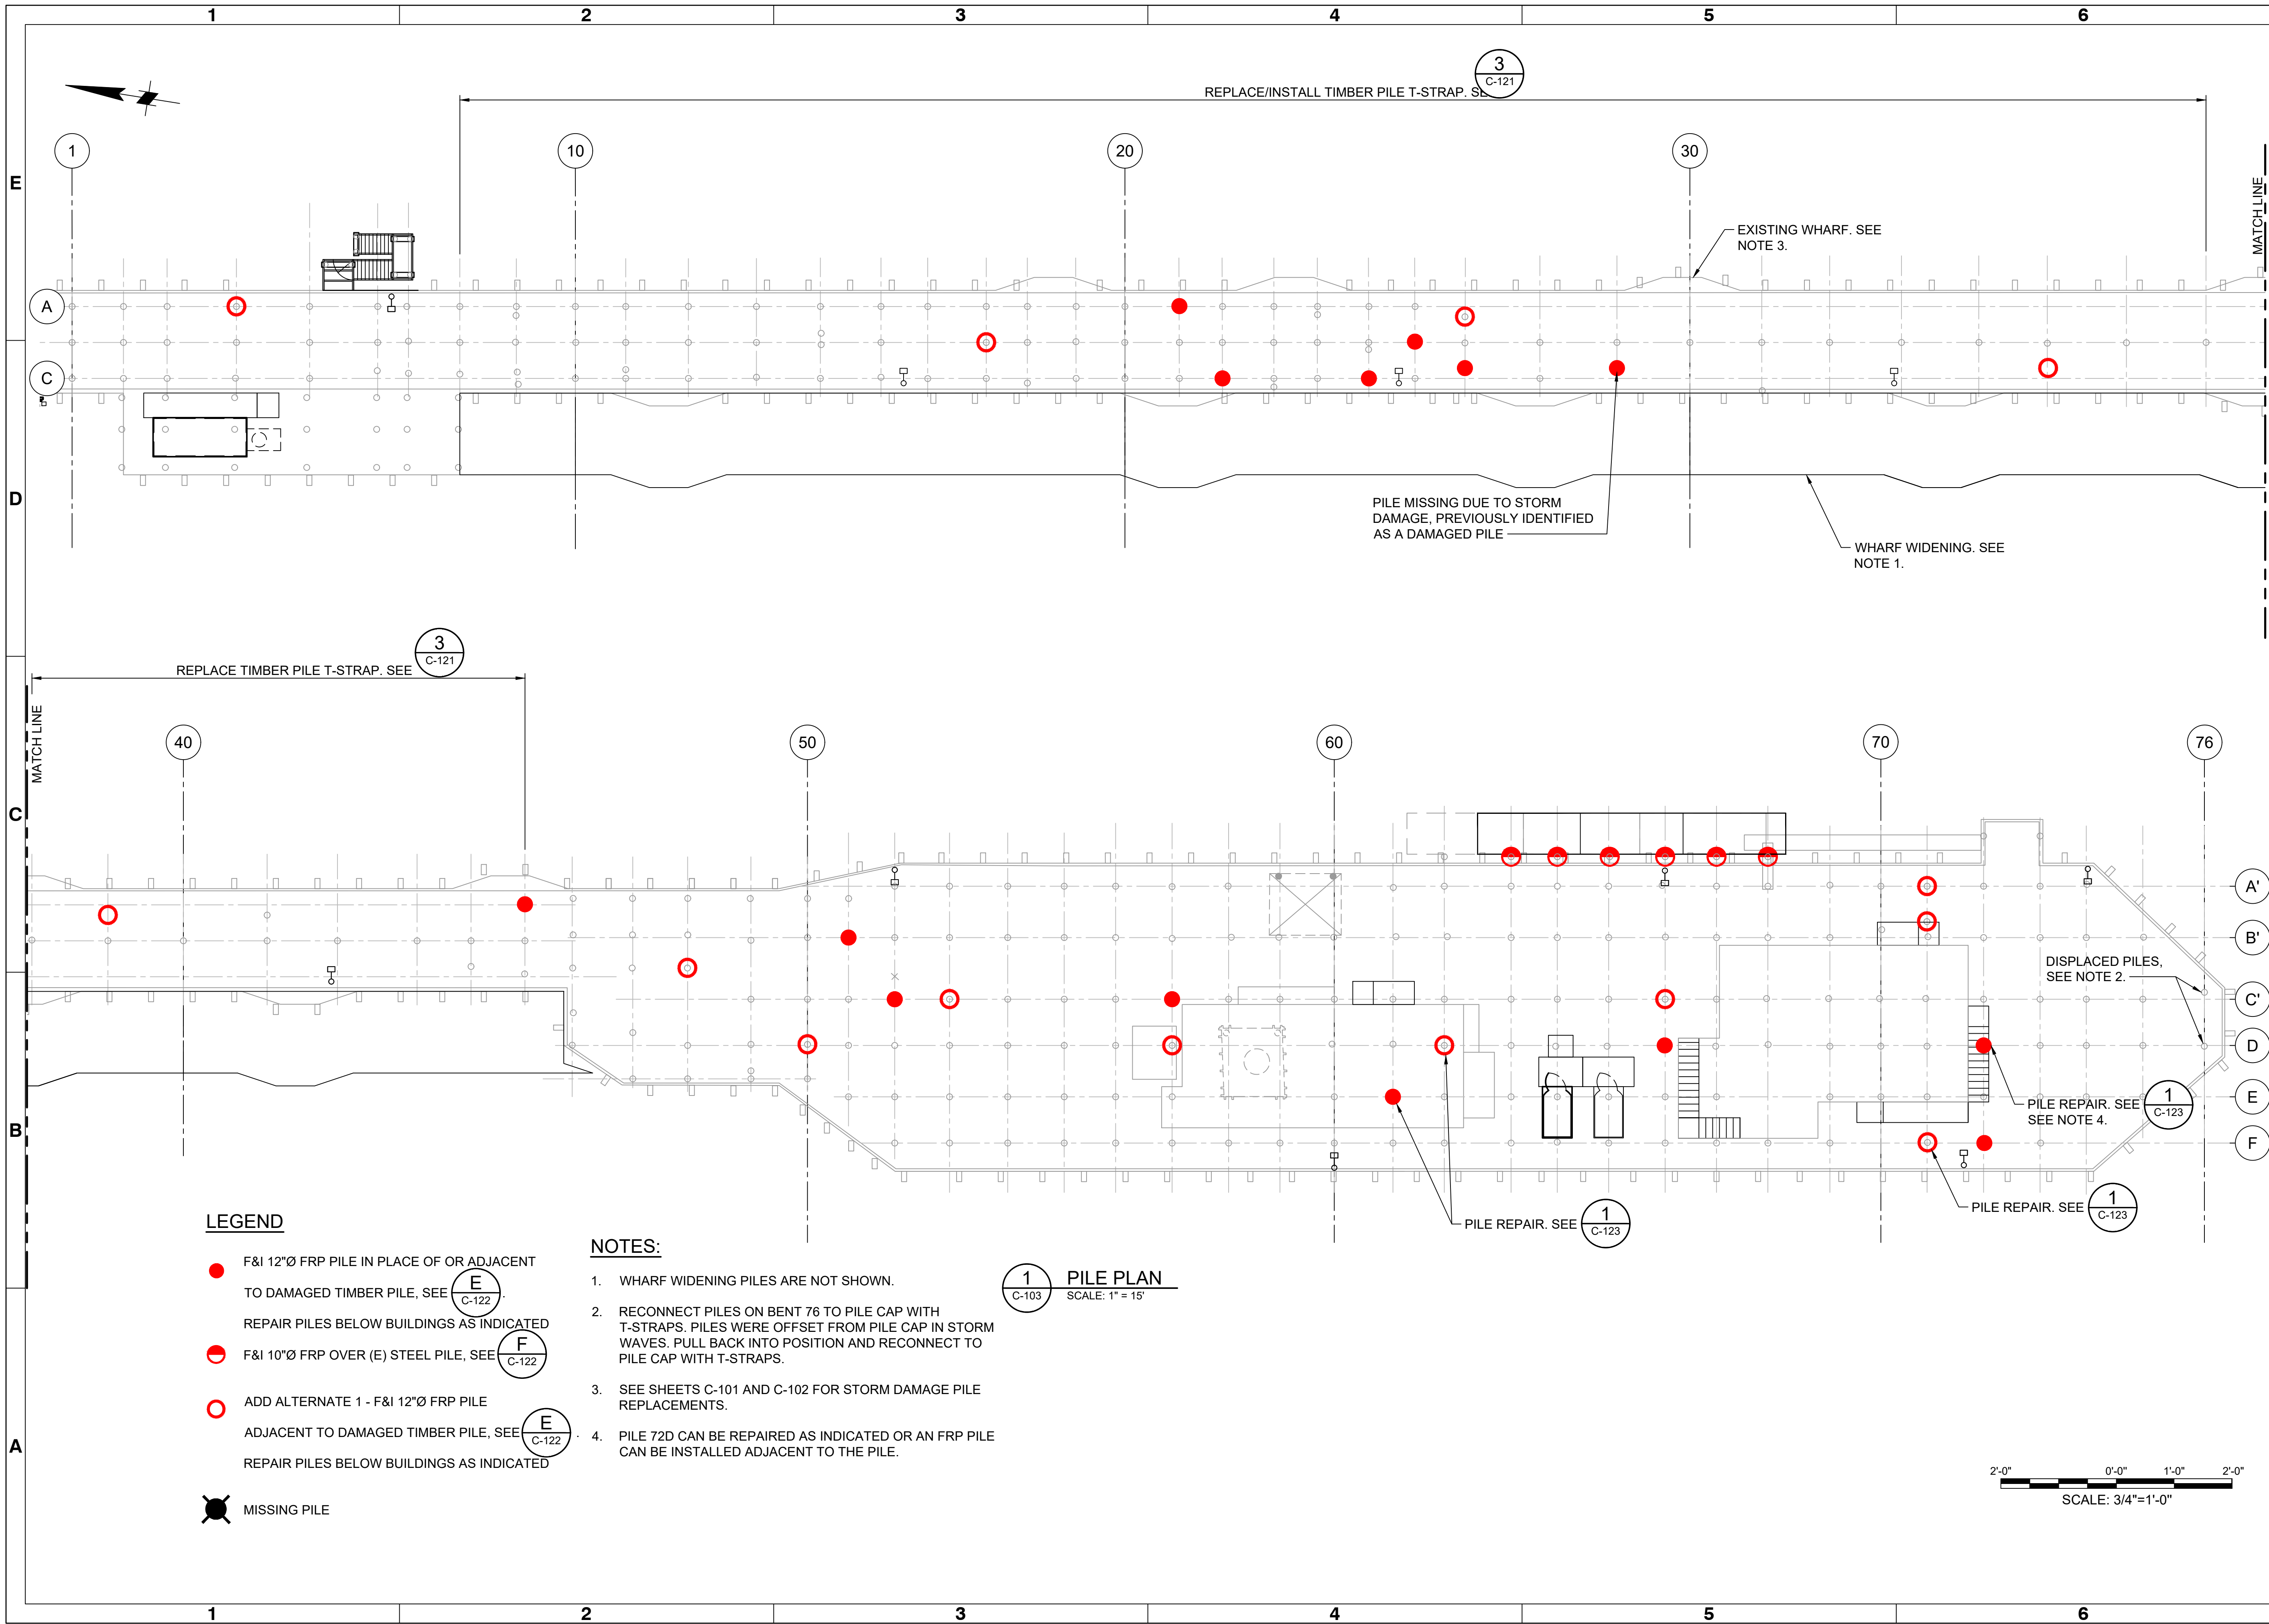 1 2 3 4 5 6
3
C-121
REPLACE/INSTALL TIMBER PILE T-STRAP. SE
1 10 20 30
E
MATCH LINE
EXISTING WHARF. SEE
NOTE 3.
A
C
D
PILE MISSING DUE TO STORM
DAMAGE, PREVIOUSLY IDENTIFIED
AS A DAMAGED PILE
WHARF WIDENING. SEE
NOTE 1.
3
C-121
REPLACE TIMBER PILE T-STRAP. SEE
MATCH LINE
40 50 60 70 76
C
A'
B'
DISPLACED PILES,
SEE NOTE 2.
C'
D
E
F
B
PILE REPAIR. SEE
1
C-123
SEE NOTE 4.
PILE REPAIR. SEE
1
C-123
PILE REPAIR. SEE
1
C-123
LEGEND
F&I 12"Ø FRP PILE IN PLACE OF OR ADJACENT
TO DAMAGED TIMBER PILE, SEE
E
C-122
.
REPAIR PILES BELOW BUILDINGS AS INDICATED
F&I 10"Ø FRP OVER (E) STEEL PILE, SEE
F
C-122
ADD ALTERNATE 1 - F&I 12"Ø FRP PILE
ADJACENT TO DAMAGED TIMBER PILE, SEE
E
C-122
.
REPAIR PILES BELOW BUILDINGS AS INDICATED
MISSING PILE
NOTES:
1. WHARF WIDENING PILES ARE NOT SHOWN.
2. RECONNECT PILES ON BENT 76 TO PILE CAP WITH
T-STRAPS. PILES WERE OFFSET FROM PILE CAP IN STORM
WAVES. PULL BACK INTO POSITION AND RECONNECT TO
PILE CAP WITH T-STRAPS.
3. SEE SHEETS C-101 AND C-102 FOR STORM DAMAGE PILE
REPLACEMENTS.
4. PILE 72D CAN BE REPAIRED AS INDICATED OR AN FRP PILE
CAN BE INSTALLED ADJACENT TO THE PILE.
1
C-103
PILE PLAN
SCALE: 1" = 15'
A
2'-0" 0'-0" 1'-0" 2'-0"
SCALE: 3/4"=1'-0"
1 2 3 4 5 6